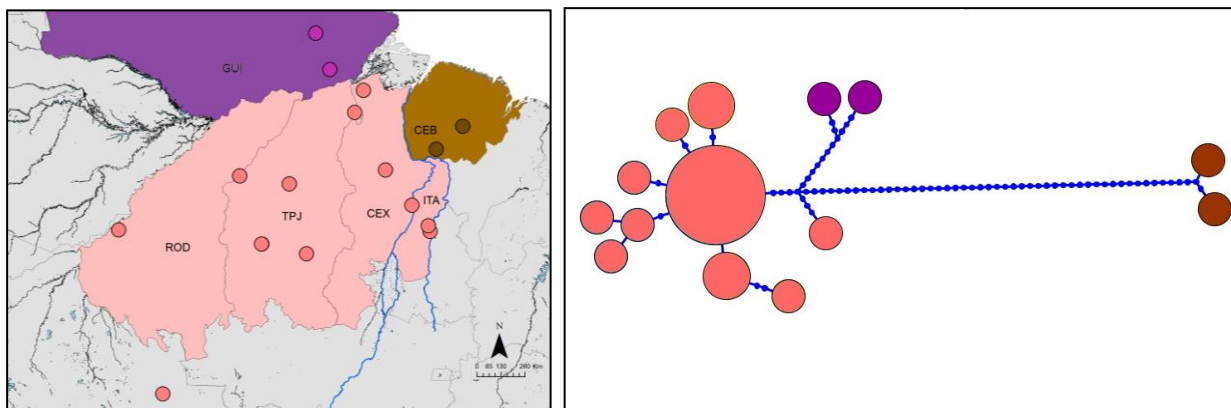 GUI
CEB
ITA
CEX
TPJ
ROD
N
0 65 130 260 Km